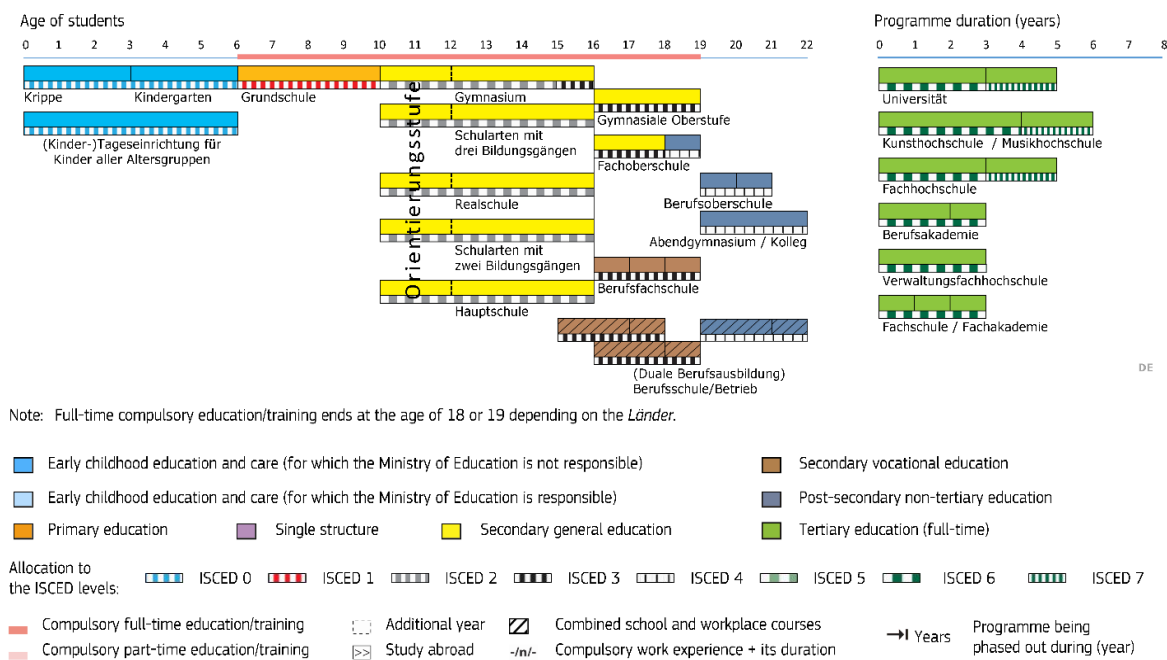 Age of students
Programme duration (years)
0 1 2 3 4 5 6 7 8 9 10 11 12 13 14 15 16 17 18 19 20 21 22
0 1 2 3 4 5 6 7 8
Krippe
Kindergarten
Grundschule
Gymnasium
(Kinder-)Tageseinrichtung für
Kinder aller Altersgruppen
Orientierungsstufe
Schularten mit
drei Bildungsgängen
Realschule
Schularten mit
zwei Bildungsgängen
Hauptschule
Gymnasiale Oberstufe
Fachoberschule
Berufsoberschule
Abendgymnasium / Kolleg
Berufsfachschule
(Duale Berufsausbildung)
Berufsschule/Betrieb
Universität
Kunsthochschule / Musikhochschule
Fachhochschule
Berufsakademie
Verwaltungsfachhochschule
Fachschule / Fachakademie
DE
Note: Full-time compulsory education/training ends at the age of 18 or 19 depending on the Länder.
Early childhood education and care (for which the Ministry of Education is not responsible)
Secondary vocational education
Early childhood education and care (for which the Ministry of Education is responsible)
Post-secondary non-tertiary education
Primary education
Single structure
Secondary general education
Tertiary education (full-time)
Allocation to
the ISCED levels:
ISCED 0
ISCED 1
ISCED 2
ISCED 3
ISCED 4
ISCED 5
ISCED 6
ISCED 7
Compulsory full-time education/training
Additional year
Combined school and workplace courses
Compulsory part-time education/training
>> Study abroad
-/n/- Compulsory work experience + its duration
Years
Programme being
phased out during (year)